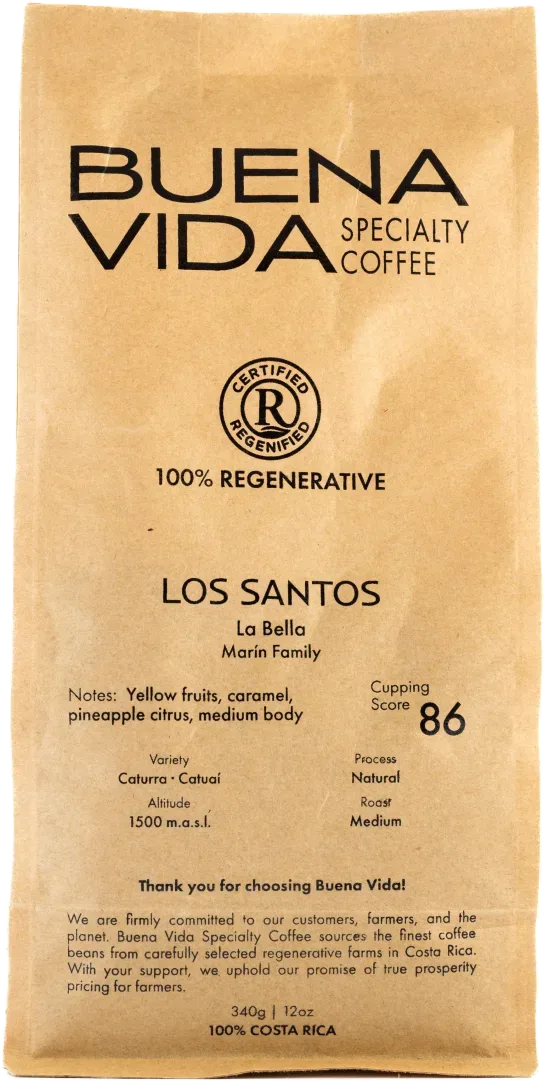 BUENA
VIDA SPECIALTY
COFFEE
CERTIFIED
R
REGENIFIED
100% REGENERATIVE
LOS SANTOS
La Bella
Marín Family
Notes: Yellow fruits, caramel,
pineapple citrus, medium body
Cupping
Score 86
Variety
Caturra · Catuaí
Process
Natural
Altitude
1500 m.a.s.l.
Roast
Medium
Thank you for choosing Buena Vida!
We are firmly committed to our customers, farmers, and the
planet. Buena Vida Specialty Coffee sources the finest coffee
beans from carefully selected regenerative farms in Costa Rica.
With your support, we uphold our promise of true prosperity
pricing for farmers.
340g | 12oz
100% COSTA RICA